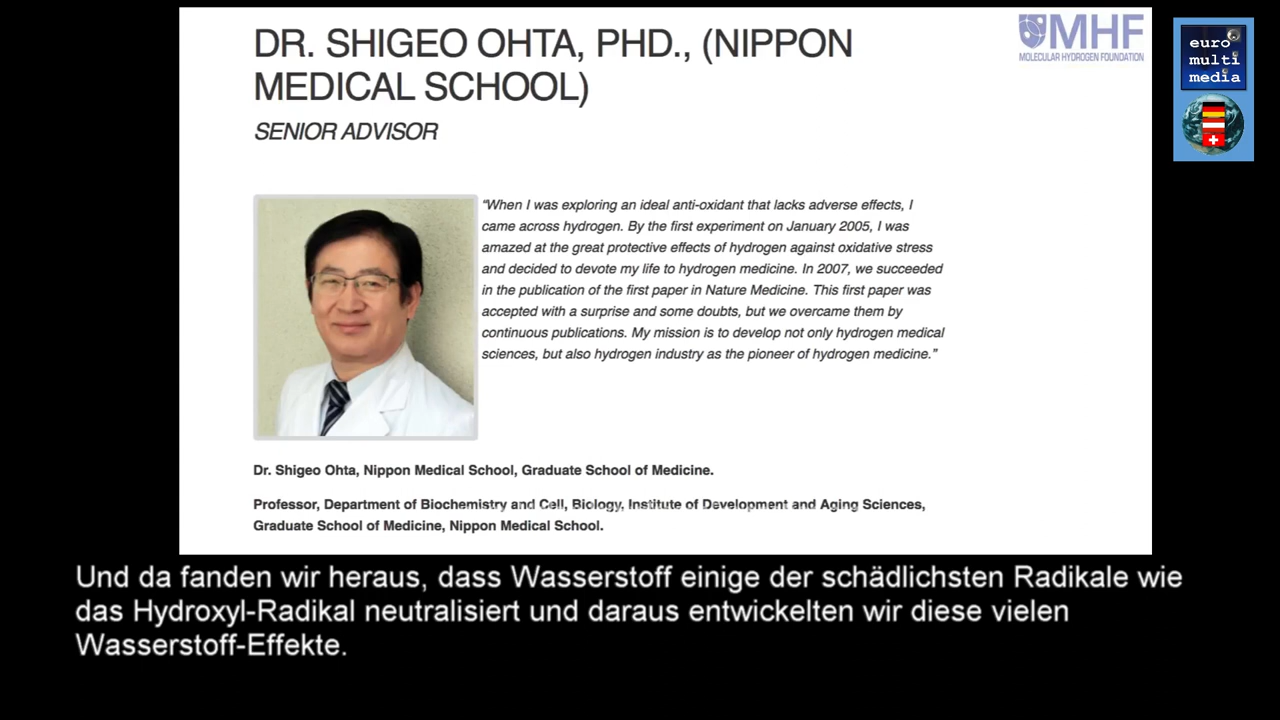 DR. SHIGEO OHTA, PHD., (NIPPON
MEDICAL SCHOOL)
SENIOR ADVISOR
MHF
MOLECULAR HYDROGEN FOUNDATION
euro
multi
media
“When I was exploring an ideal anti-oxidant that lacks adverse effects, I
came across hydrogen. By the first experiment on January 2005, I was
amazed at the great protective effects of hydrogen against oxidative stress
and decided to devote my life to hydrogen medicine. In 2007, we succeeded
in the publication of the first paper in Nature Medicine. This first paper was
accepted with a surprise and some doubts, but we overcame them by
continuous publications. My mission is to develop not only hydrogen medical
sciences, but also hydrogen industry as the pioneer of hydrogen medicine.”
Dr. Shigeo Ohta, Nippon Medical School, Graduate School of Medicine.
Professor, Department of Biochemistry and Cell, Biology, Institute of Development and Aging Sciences,
Graduate School of Medicine, Nippon Medical School.
Und da fanden wir heraus, dass Wasserstoff einige der schädlichsten Radikale wie
das Hydroxyl-Radikal neutralisiert und daraus entwickelten wir diese vielen
Wasserstoff-Effekte.